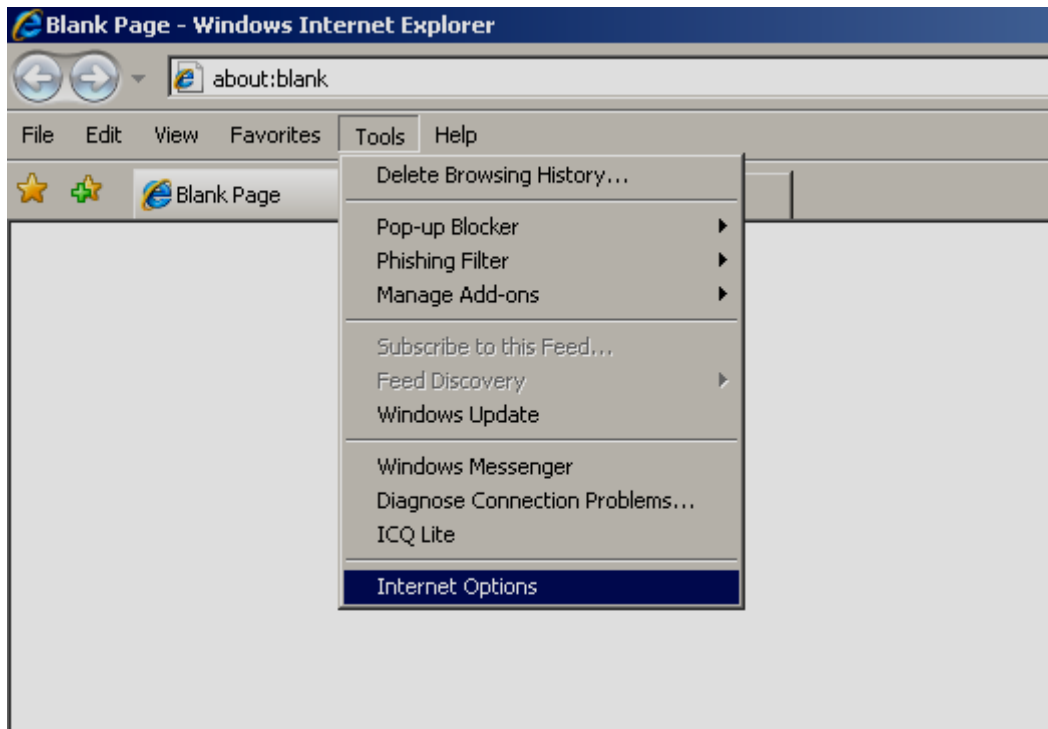 Blank Page - Windows Internet Explorer
about:blank
File Edit View Favorites Tools Help
Blank Page
Delete Browsing History...
Pop-up Blocker
Phishing Filter
Manage Add-ons
Subscribe to this Feed...
Feed Discovery
Windows Update
Windows Messenger
Diagnose Connection Problems...
ICQ Lite
Internet Options